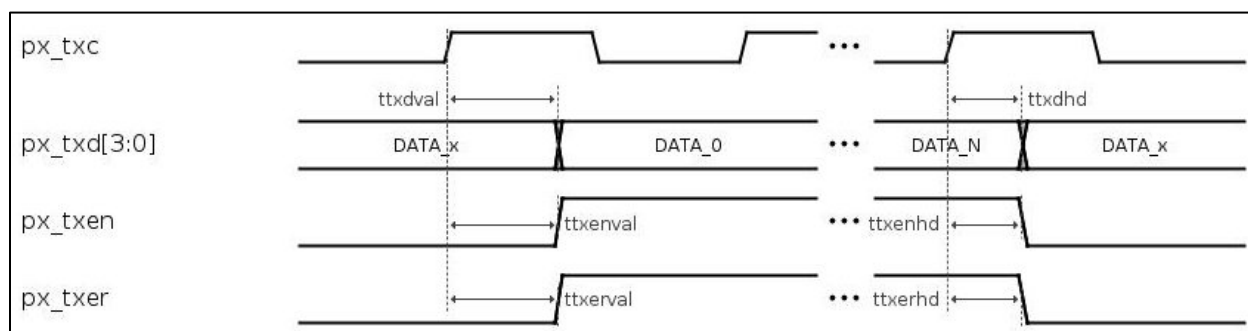 px_txc
•••
ttxdval
ttxdhd
px_txd[3:0]
DATA_x
DATA_0
•••
DATA_N
DATA_x
px_txen
ttxenval
•••
ttxenhd
px_txer
ttxerval
•••
ttxerhd